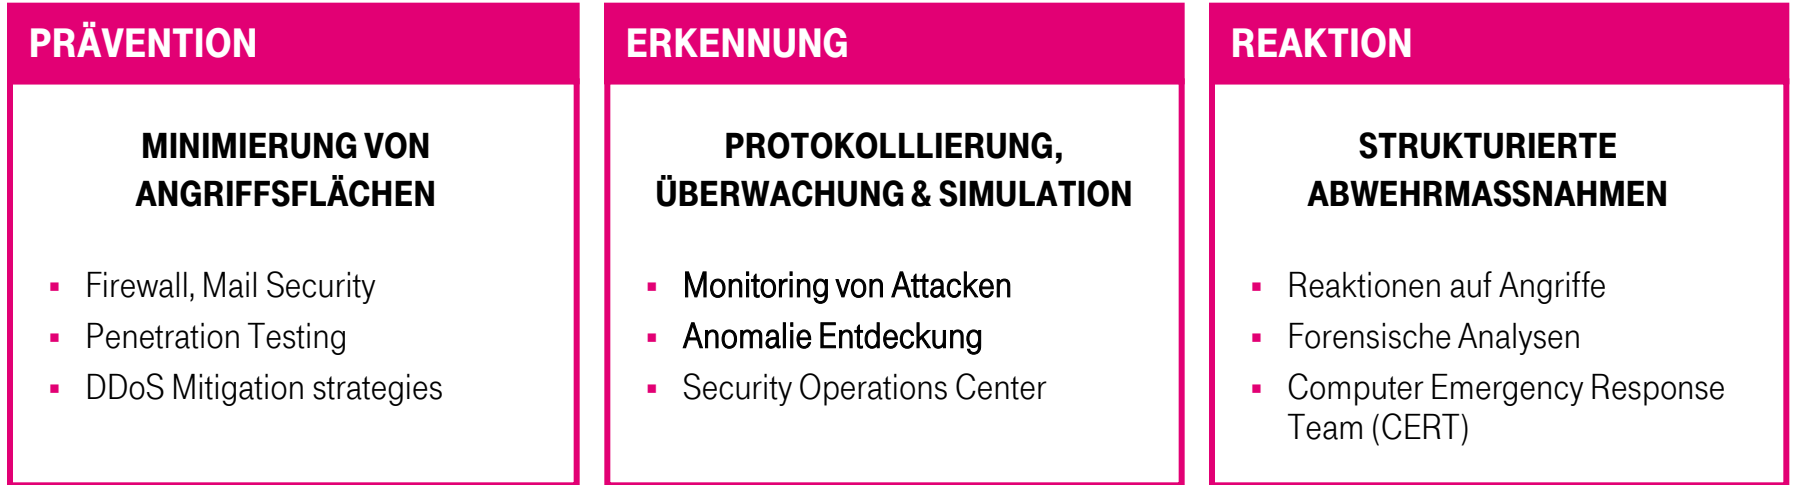 PRÄVENTION
MINIMIERUNG VON
ANGRIFFSFLÄCHEN
▪ Firewall, Mail Security
▪ Penetration Testing
▪ DDoS Mitigation strategies
ERKENNUNG
PROTOKOLLLIERUNG,
ÜBERWACHUNG & SIMULATION
▪ Monitoring von Attacken
▪ Anomalie Entdeckung
▪ Security Operations Center
REAKTION
STRUKTURIERTE
ABWEHRMASSNAHMEN
▪ Reaktionen auf Angriffe
▪ Forensische Analysen
▪ Computer Emergency Response
Team (CERT)